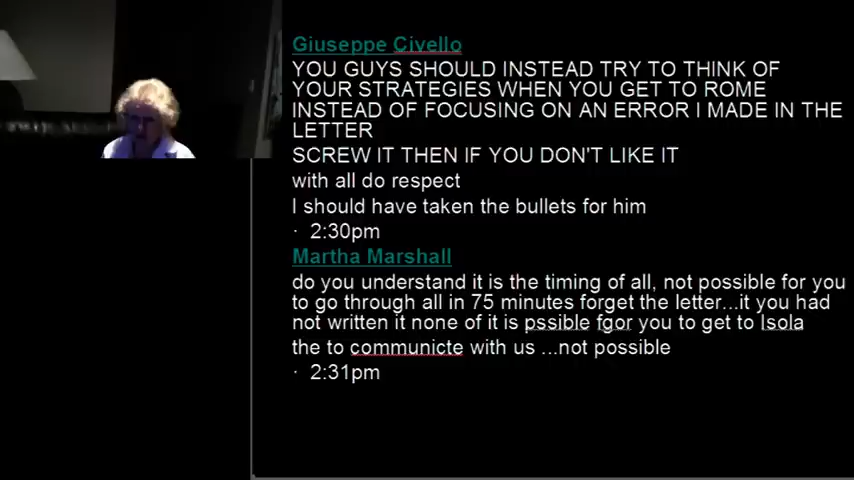 Giuseppe Civello
YOU GUYS SHOULD INSTEAD TRY TO THINK OF
YOUR STRATEGIES WHEN YOU GET TO ROME
INSTEAD OF FOCUSING ON AN ERROR I MADE IN THE
LETTER
SCREW IT THEN IF YOU DON'T LIKE IT
with all do respect
I should have taken the bullets for him
· 2:30pm
Martha Marshall
do you understand it is the timing of all, not possible for you
to go through all in 75 minutes forget the letter...it you had
not written it none of it is pssible fgor you to get to Isola
the to communicte with us ...not possible
· 2:31pm